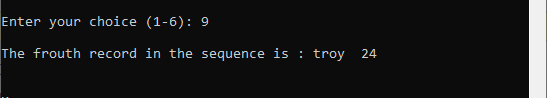 Enter your choice (1-6): 9
The frouth record in the sequence is : troy  24